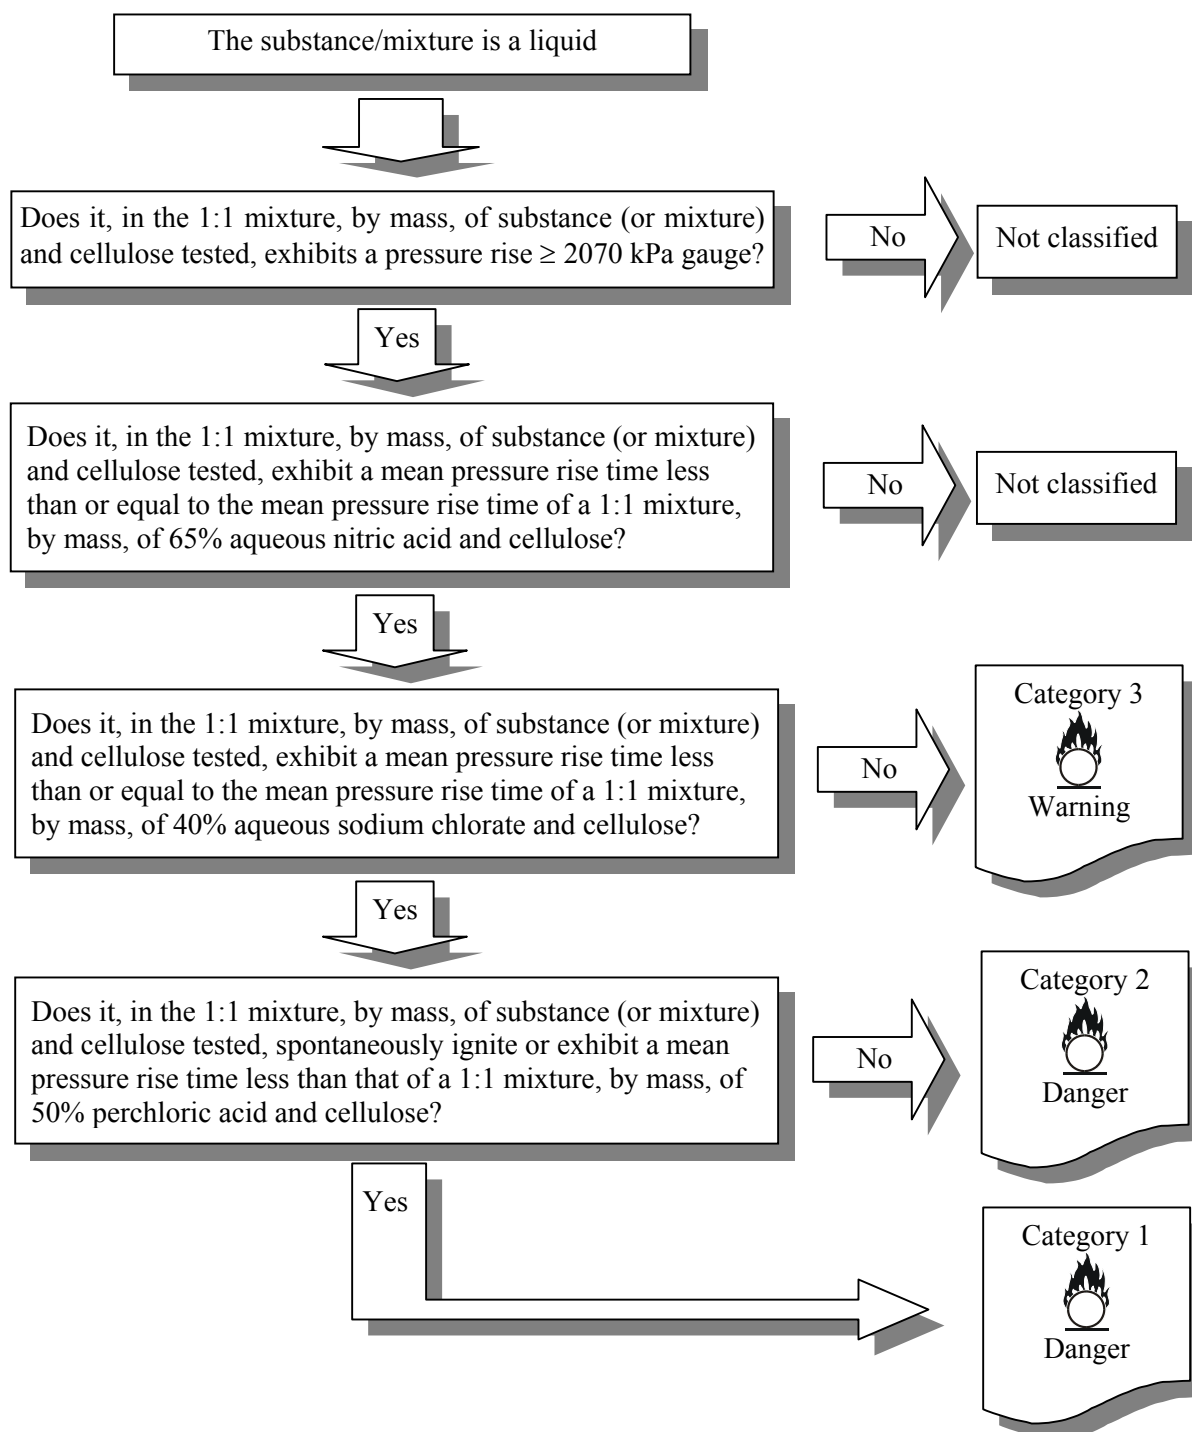 The substance/mixture is a liquid
Does it, in the 1:1 mixture, by mass, of substance (or mixture)
and cellulose tested, exhibits a pressure rise ≥ 2070 kPa gauge?
No
Not classified
Yes
Does it, in the 1:1 mixture, by mass, of substance (or mixture)
and cellulose tested, exhibit a mean pressure rise time less
than or equal to the mean pressure rise time of a 1:1 mixture,
by mass, of 65% aqueous nitric acid and cellulose?
No
Not classified
Yes
Does it, in the 1:1 mixture, by mass, of substance (or mixture)
and cellulose tested, exhibit a mean pressure rise time less
than or equal to the mean pressure rise time of a 1:1 mixture,
by mass, of 40% aqueous sodium chlorate and cellulose?
No
Category 3
Warning
Yes
Does it, in the 1:1 mixture, by mass, of substance (or mixture)
and cellulose tested, spontaneously ignite or exhibit a mean
pressure rise time less than that of a 1:1 mixture, by mass, of
50% perchloric acid and cellulose?
No
Category 2
Danger
Yes
Category 1
Danger